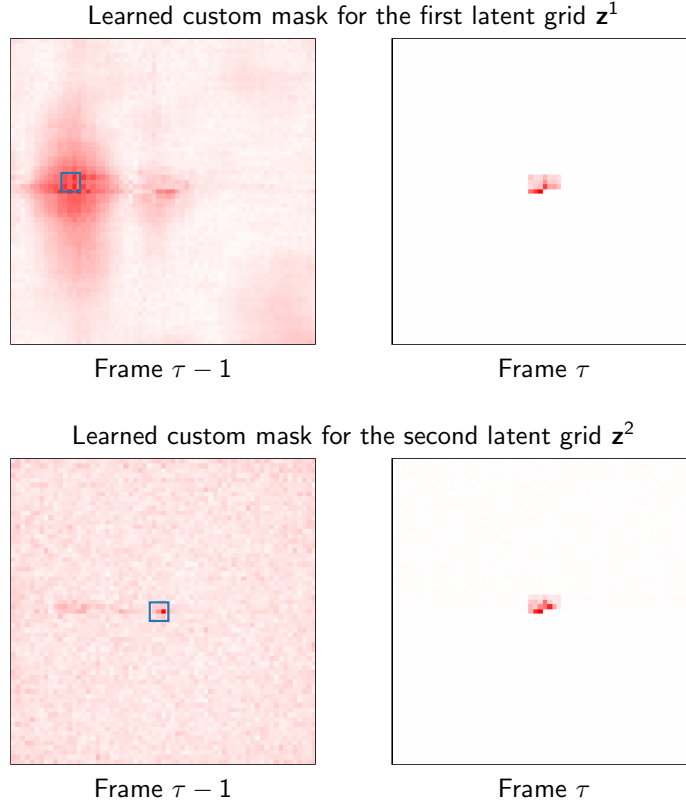 Learned custom mask for the first latent grid z¹
Frame τ − 1
Frame τ
Learned custom mask for the second latent grid z²
Frame τ − 1
Frame τ